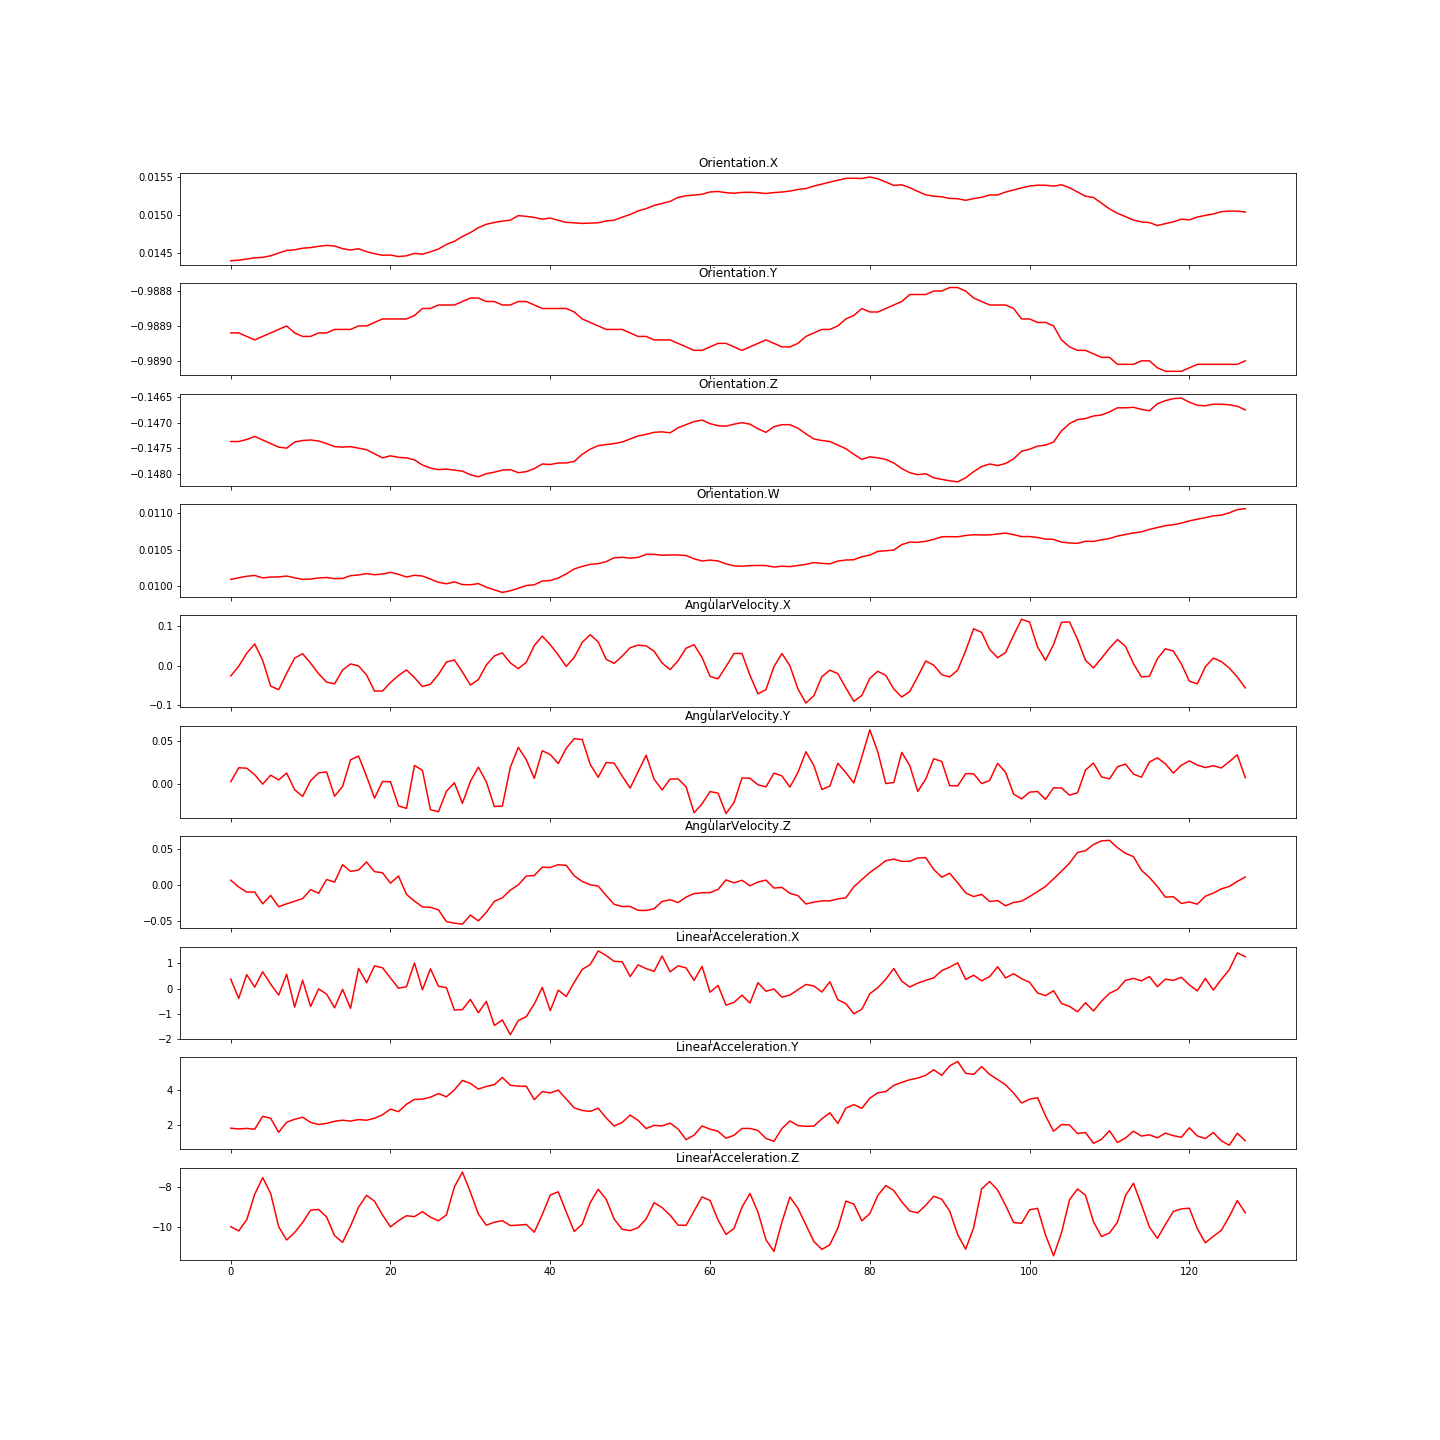 Orientation.X
0.0155
0.0150
0.0145
Orientation.Y
−0.9888
−0.9889
−0.9890
Orientation.Z
−0.1465
−0.1470
−0.1475
−0.1480
Orientation.W
0.0110
0.0105
0.0100
AngularVelocity.X
0.1
0.0
−0.1
AngularVelocity.Y
0.05
0.00
AngularVelocity.Z
0.05
0.00
−0.05
LinearAcceleration.X
1
0
−1
−2
LinearAcceleration.Y
4
2
LinearAcceleration.Z
−8
−10
0 20 40 60 80 100 120